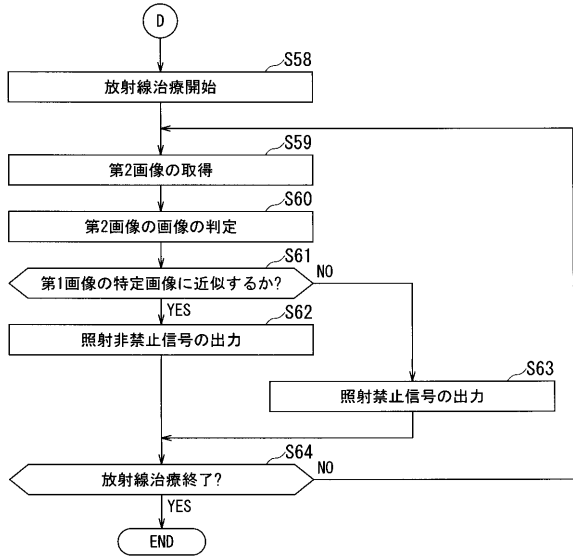 D
S58
放射線治療開始
S59
第2画像の取得
S60
第2画像の画像の判定
S61
第1画像の特定画像に近似するか?
NO
YES
S62
照射非禁止信号の出力
S63
照射禁止信号の出力
S64
放射線治療終了?
NO
YES
END